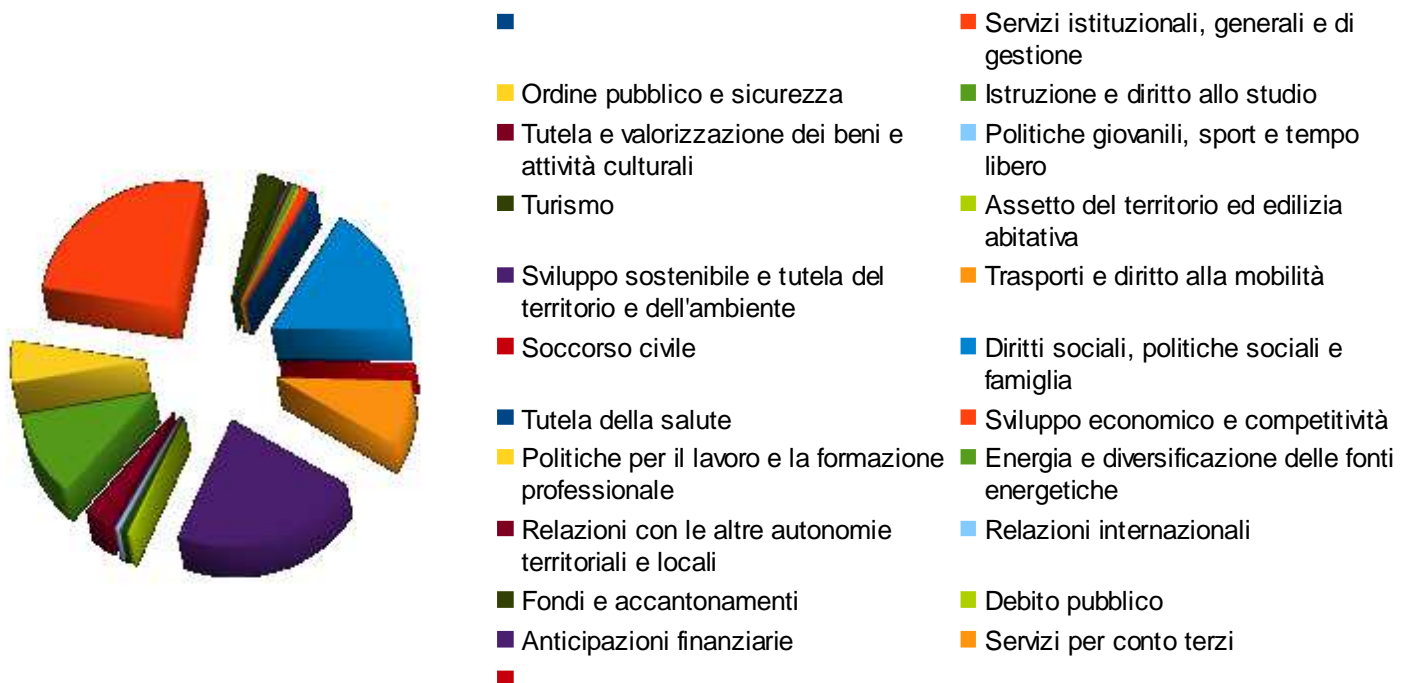 Servizi istituzionali, generali e di
gestione
Ordine pubblico e sicurezza
Istruzione e diritto allo studio
Tutela e valorizzazione dei beni e
attività culturali
Politiche giovanili, sport e tempo
libero
Turismo
Assetto del territorio ed edilizia
abitativa
Sviluppo sostenibile e tutela del
territorio e dell'ambiente
Trasporti e diritto alla mobilità
Soccorso civile
Diritti sociali, politiche sociali e
famiglia
Tutela della salute
Sviluppo economico e competitività
Politiche per il lavoro e la formazione
professionale
Energia e diversificazione delle fonti
energetiche
Relazioni con le altre autonomie
territoriali e locali
Relazioni internazionali
Fondi e accantonamenti
Debito pubblico
Anticipazioni finanziarie
Servizi per conto terzi